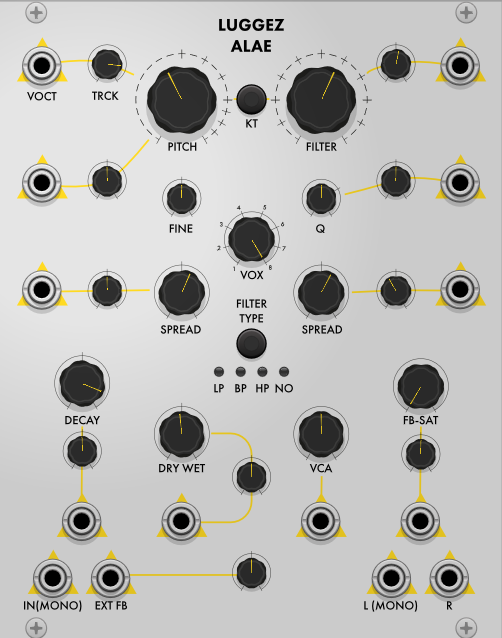 LUGGEZ
ALAE
VOCT
TRCK
KT
PITCH
FILTER
FINE
Q
4 5
3 6
2 7
1 8
VOX
SPREAD
SPREAD
FILTER
TYPE
LP BP HP NO
DECAY
FB-SAT
DRY WET
VCA
IN(MONO) EXT FB
L (MONO) R